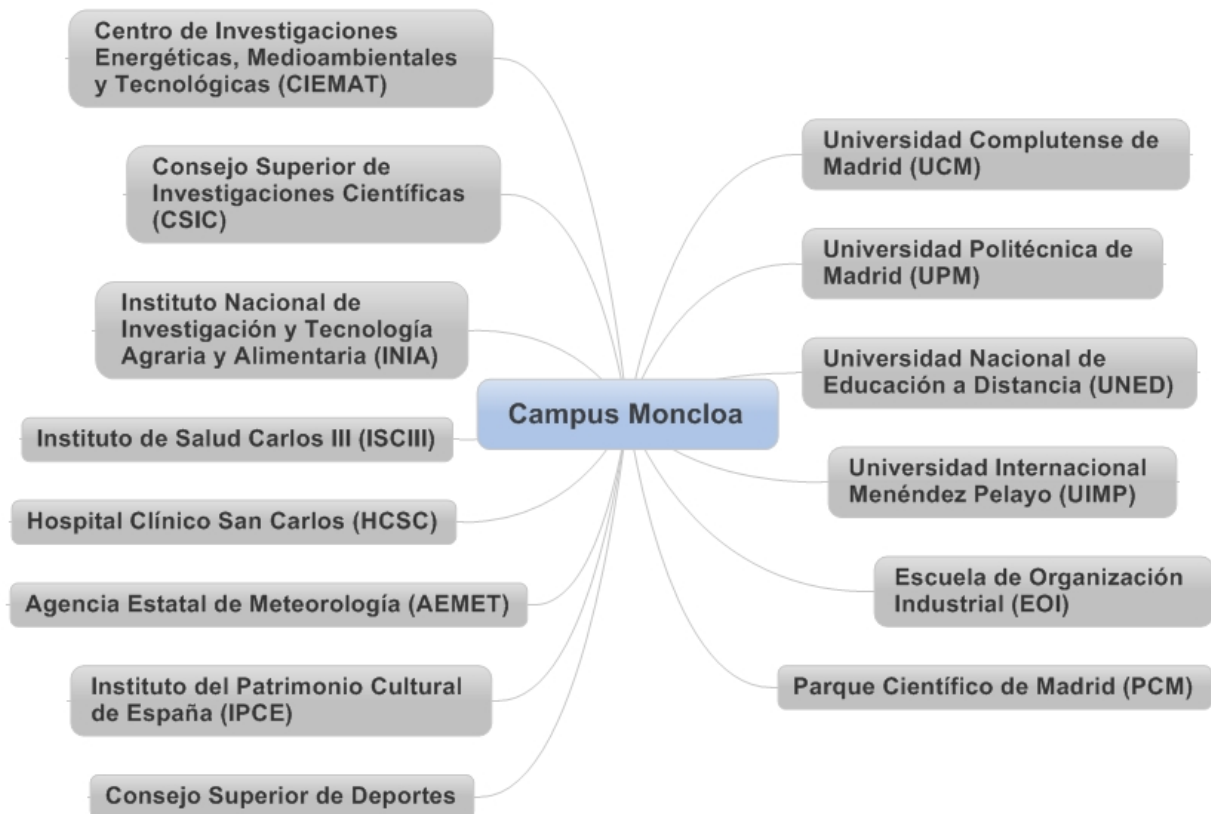 Centro de Investigaciones
Energéticas, Medioambientales
y Tecnológicas (CIEMAT)
Consejo Superior de
Investigaciones Científicas
(CSIC)
Instituto Nacional de
Investigación y Tecnología
Agraria y Alimentaria (INIA)
Instituto de Salud Carlos III (ISCIII)
Hospital Clínico San Carlos (HCSC)
Agencia Estatal de Meteorología (AEMET)
Instituto del Patrimonio Cultural
de España (IPCE)
Consejo Superior de Deportes
Campus Moncloa
Universidad Complutense de
Madrid (UCM)
Universidad Politécnica de
Madrid (UPM)
Universidad Nacional de
Educación a Distancia (UNED)
Universidad Internacional
Menéndez Pelayo (UIMP)
Escuela de Organización
Industrial (EOI)
Parque Científico de Madrid (PCM)